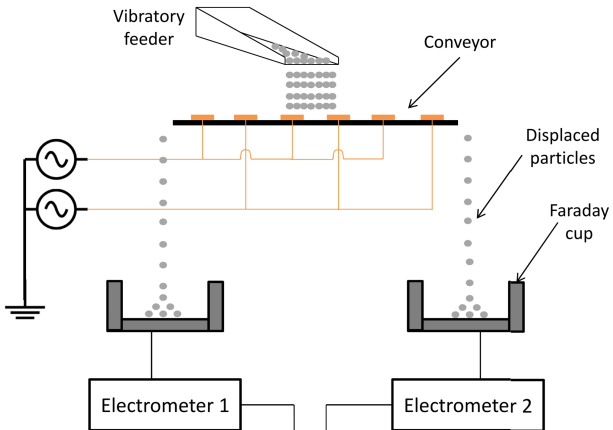 Vibratory
feeder
Conveyor
Displaced
particles
Faraday
cup
Electrometer 1
Electrometer 2